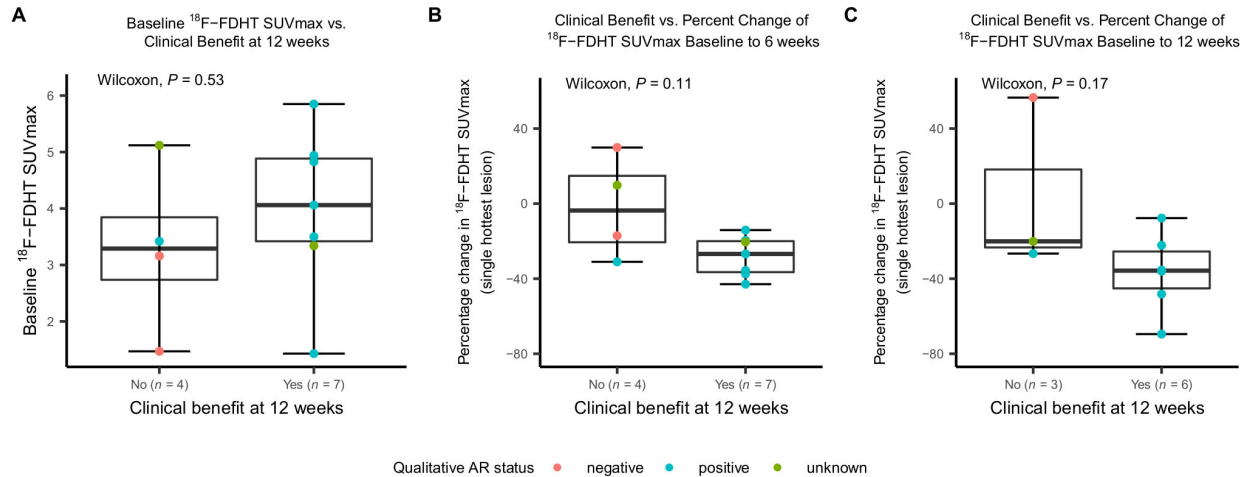 A
Baseline ¹⁸F−FDHT SUVmax vs.
Clinical Benefit at 12 weeks
Wilcoxon, P = 0.53
Baseline ¹⁸F−FDHT SUVmax
6
5
4
3
2
No (n = 4)
Yes (n = 7)
Clinical benefit at 12 weeks
B
Clinical Benefit vs. Percent Change of
¹⁸F−FDHT SUVmax Baseline to 6 weeks
Wilcoxon, P = 0.11
Percentage change in ¹⁸F−FDHT SUVmax
(single hottest lesion)
40
0
−40
−80
No (n = 4)
Yes (n = 7)
Clinical benefit at 12 weeks
C
Clinical Benefit vs. Percent Change of
¹⁸F−FDHT SUVmax Baseline to 12 weeks
Wilcoxon, P = 0.17
Percentage change in ¹⁸F−FDHT SUVmax
(single hottest lesion)
40
0
−40
−80
No (n = 3)
Yes (n = 6)
Clinical benefit at 12 weeks
Qualitative AR status negative positive unknown